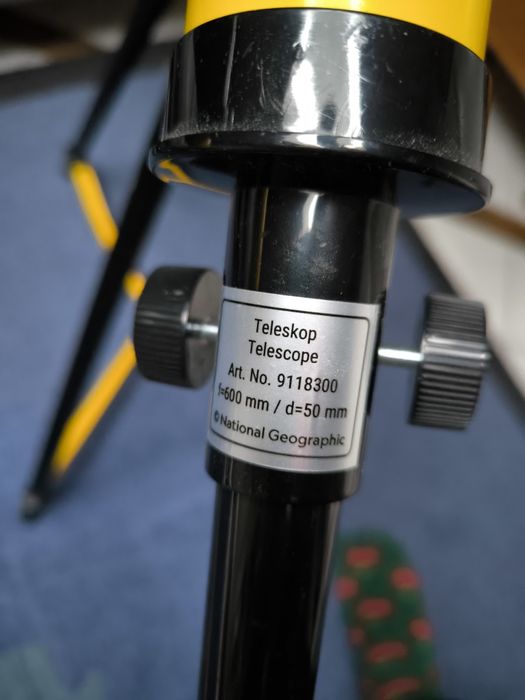 Teleskop
Telescope
Art. No. 9118300
f=600 mm / d=50 mm
© National Geographic